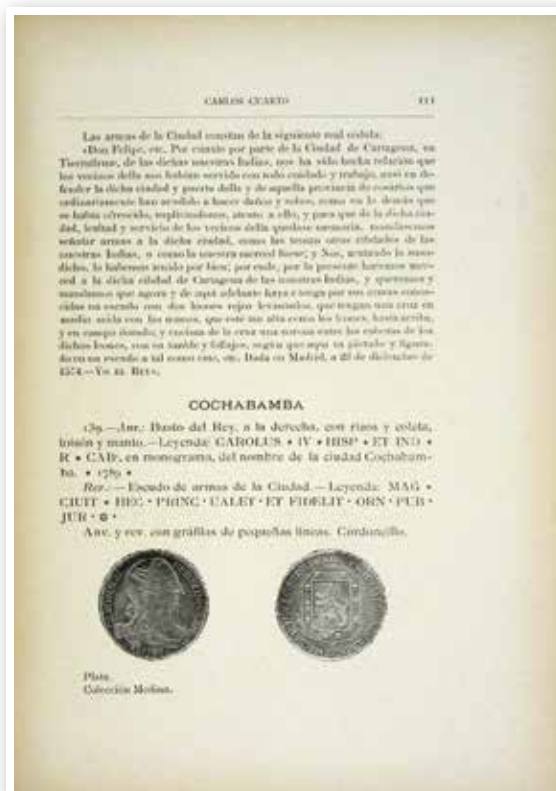 CARLOS CUARTO 111
Las armas de la Ciudad constan de la siguiente real cédula:
«Don Felipe, etc. Por cuanto por parte de la Ciudad de Cartagena, en
Tierrafirme, de las dichas nuestras Indias, nos ha sido hecha relación que
los vecinos della nos habían servido con todo cuidado y trabajo, assí en de-
fender la dicha ciudad y puerto della y de aquella provincia de cosarios que
ordinariamente han acudido a hacer daños y robos, como en lo demás que
se había ofrecido, suplicándonos, atento a ello, y para que de la dicha ciu-
dad, lealtad y servicio de los vecinos della quedase memoria, mandásemos
señalar armas a la dicha ciudad, como las tenían otras cibdades de las
nuestras Indias, o como la nuestra merced fuese; y Nos, acatando lo suso-
dicho, lo habemos tenido por bien; por ende, por la presente hacemos mer-
ced a la dicha cibdad de Cartagena de las nuestras Indias, y queremos y
mandamos que agora y de aquí adelante haya e tenga por sus armas conos-
cidas un escudo con dos leones rojos levantados, que tengan una cruz en
medio asida con las manos, que esté tan alta como los leones, hasta arriba,
y en campo dorado; y encima de la cruz una corona entre las cabezas de los
dichos leones, con su timble y follajes, según que aquí va pictado y figura-
do en un escudo a tal como este, etc. Dada en Madrid, a 23 de diciembre de
1574.—Yo el Rey».
COCHABAMBA
139.—Anv.: Busto del Rey, a la derecha, con rizos y coleta,
toisón y manto.—Leyenda: CAROLUS • IV • HISP • ET IND •
R • CAB, en monograma, del nombre de la ciudad Cochabam-
ba. • 1789 •
Rev.:—Escudo de armas de la Ciudad.—Leyenda: MAG •
CIUIT • HEC • PRINC • UALET • ET FIDELIT • ORN • PUB •
JUR •
Anv. y rev. con gráfilas de pequeñas líneas. Cordoncillo.
Plata.
Colección Medina.